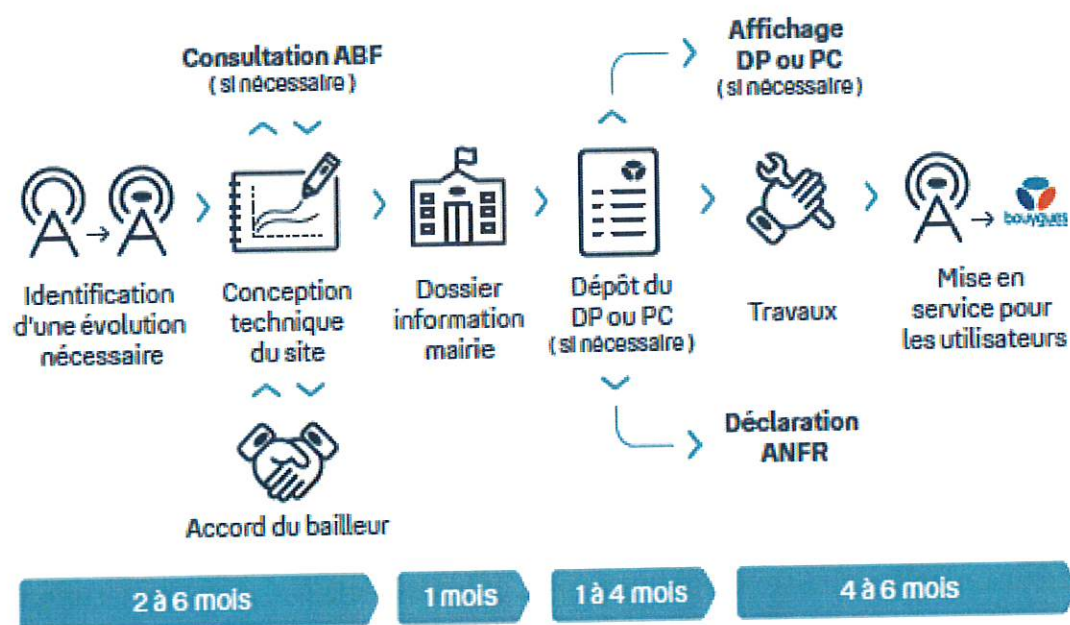 Consultation ABF
( si nécessaire )
Affichage
DP ou PC
( si nécessaire )
bouygues
Identification
d'une évolution
nécessaire
Conception
technique
du site
Dossier
information
mairie
Dépôt du
DP ou PC
( si nécessaire )
Travaux
Mise en
service pour
les utilisateurs
Accord du bailleur
Déclaration
ANFR
2 à 6 mois
1 mois
1 à 4 mois
4 à 6 mois